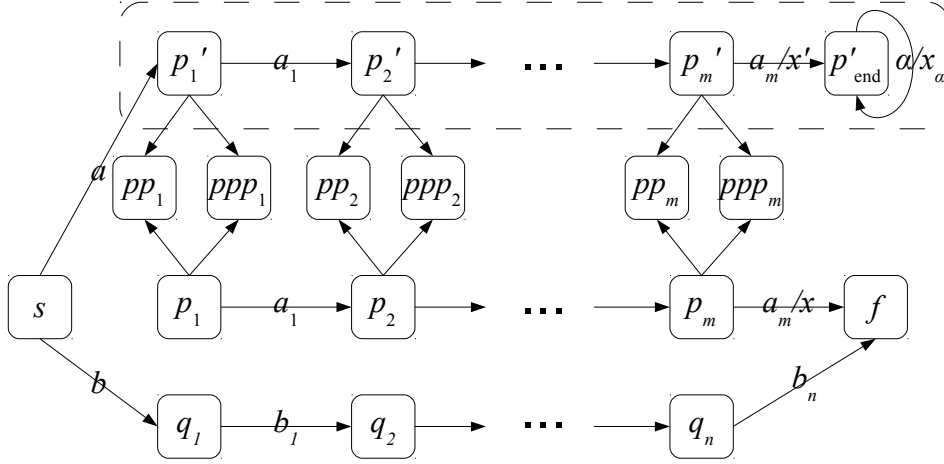 p₁′ a₁ p₂′ ... pₘ′ aₘ/x′ p′end α/xα
a pp₁ ppp₁ pp₂ ppp₂ ppₘ pppₘ
s p₁ a₁ p₂ ... pₘ aₘ/x f
b q₁ b₁ q₂ ... qₙ bₙ